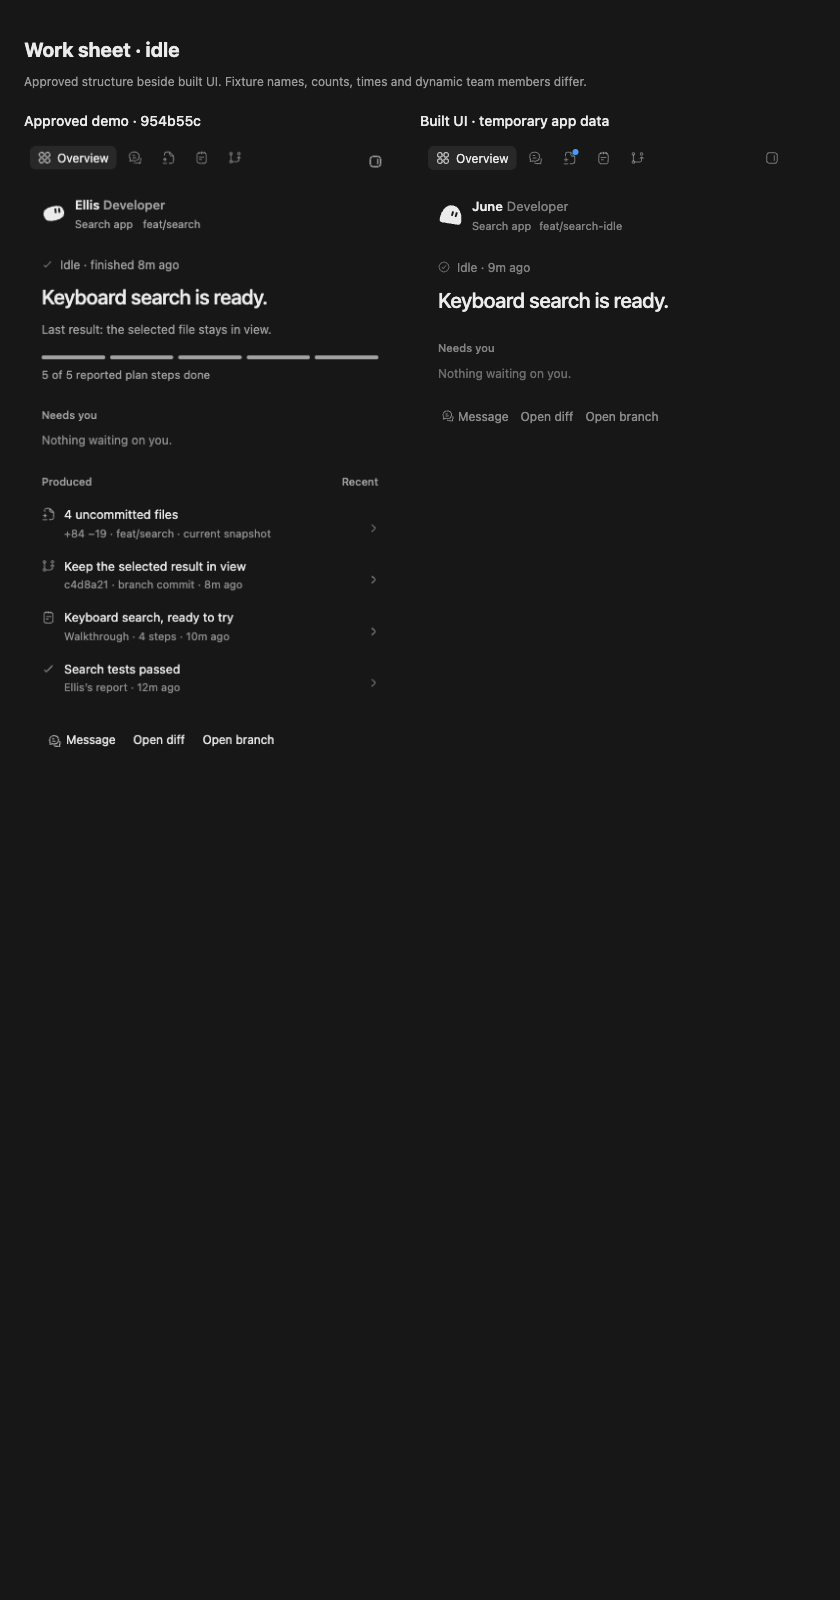 Work sheet · idle
Approved structure beside built UI. Fixture names, counts, times and dynamic team members differ.
Approved demo · 954b55c
Overview
Ellis Developer
Search app feat/search
Idle · finished 8m ago
Keyboard search is ready.
Last result: the selected file stays in view.
5 of 5 reported plan steps done
Needs you
Nothing waiting on you.
Produced Recent
4 uncommitted files
+84 −19 · feat/search · current snapshot
Keep the selected result in view
c4d8a21 · branch commit · 8m ago
Keyboard search, ready to try
Walkthrough · 4 steps · 10m ago
Search tests passed
Ellis's report · 12m ago
Message Open diff Open branch
Built UI · temporary app data
Overview
June Developer
Search app feat/search-idle
Idle · 9m ago
Keyboard search is ready.
Needs you
Nothing waiting on you.
Message Open diff Open branch